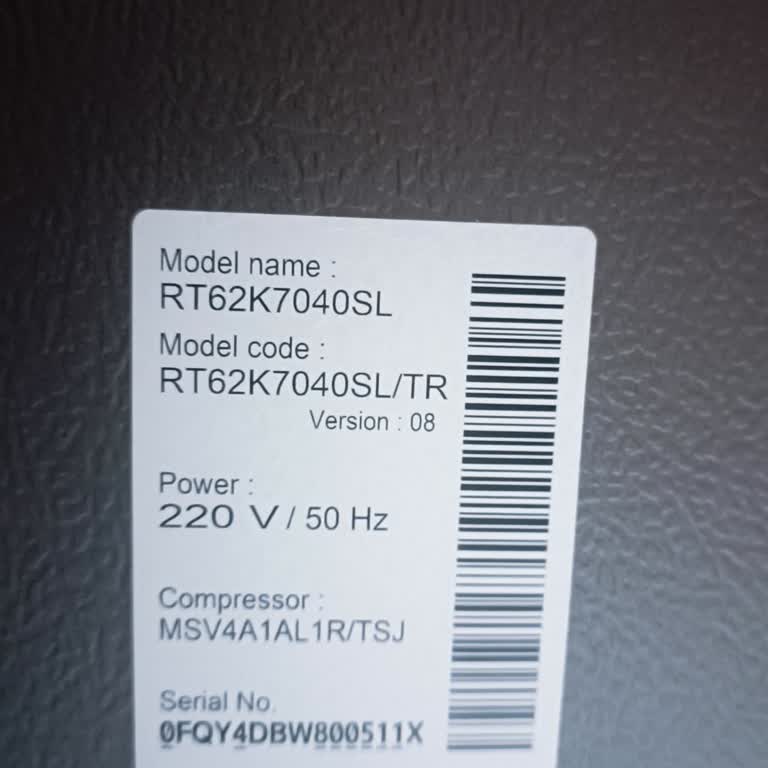 Model name :
RT62K7040SL
Model code :
RT62K7040SL/TR
Version : 08
Power :
220 V / 50 Hz
Compressor :
MSV4A1AL1R/TSJ
Serial No.
0FQY4DBW800511X